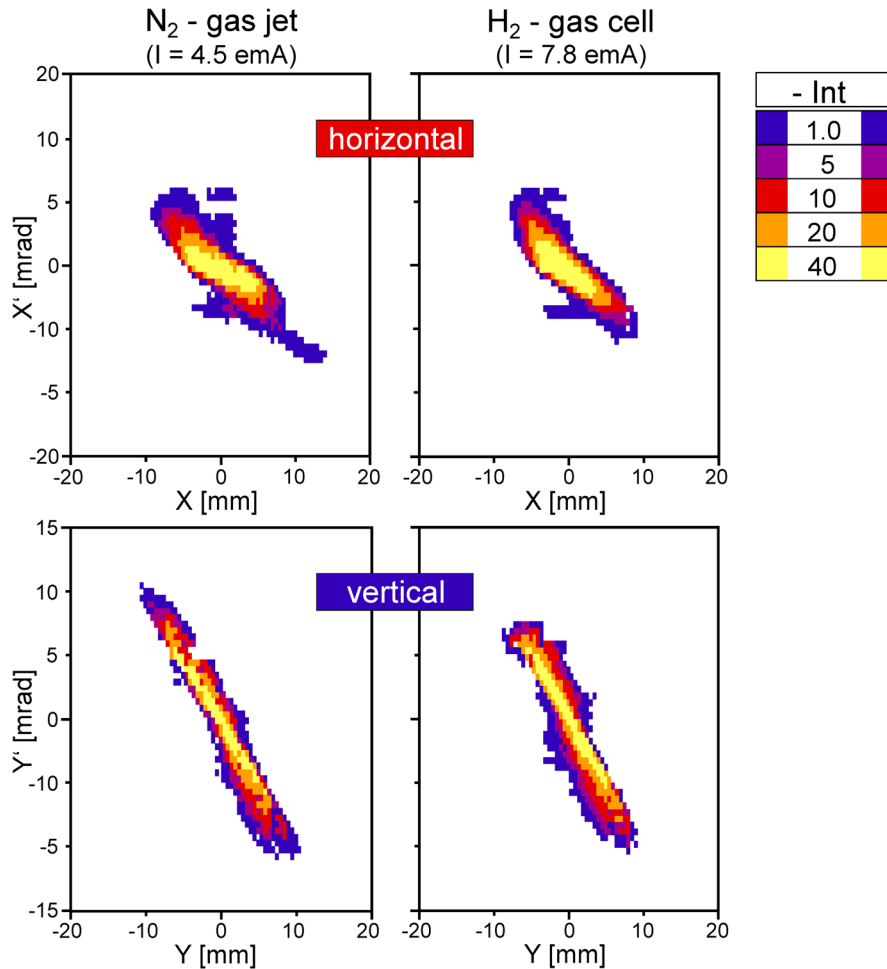 N₂ - gas jet
(I = 4.5 emA)
H₂ - gas cell
(I = 7.8 emA)
20
10
5
0
-10
-5
-20
X‘ [mrad]
-20 -10 0 10 20
X [mm]
-20 -10 0 10 20
X [mm]
horizontal
- Int
1.0
5
10
20
40
15
10
5
0
-10
-5
-15
Y‘ [mrad]
-20 -10 0 10 20
Y [mm]
-20 -10 0 10 20
Y [mm]
vertical